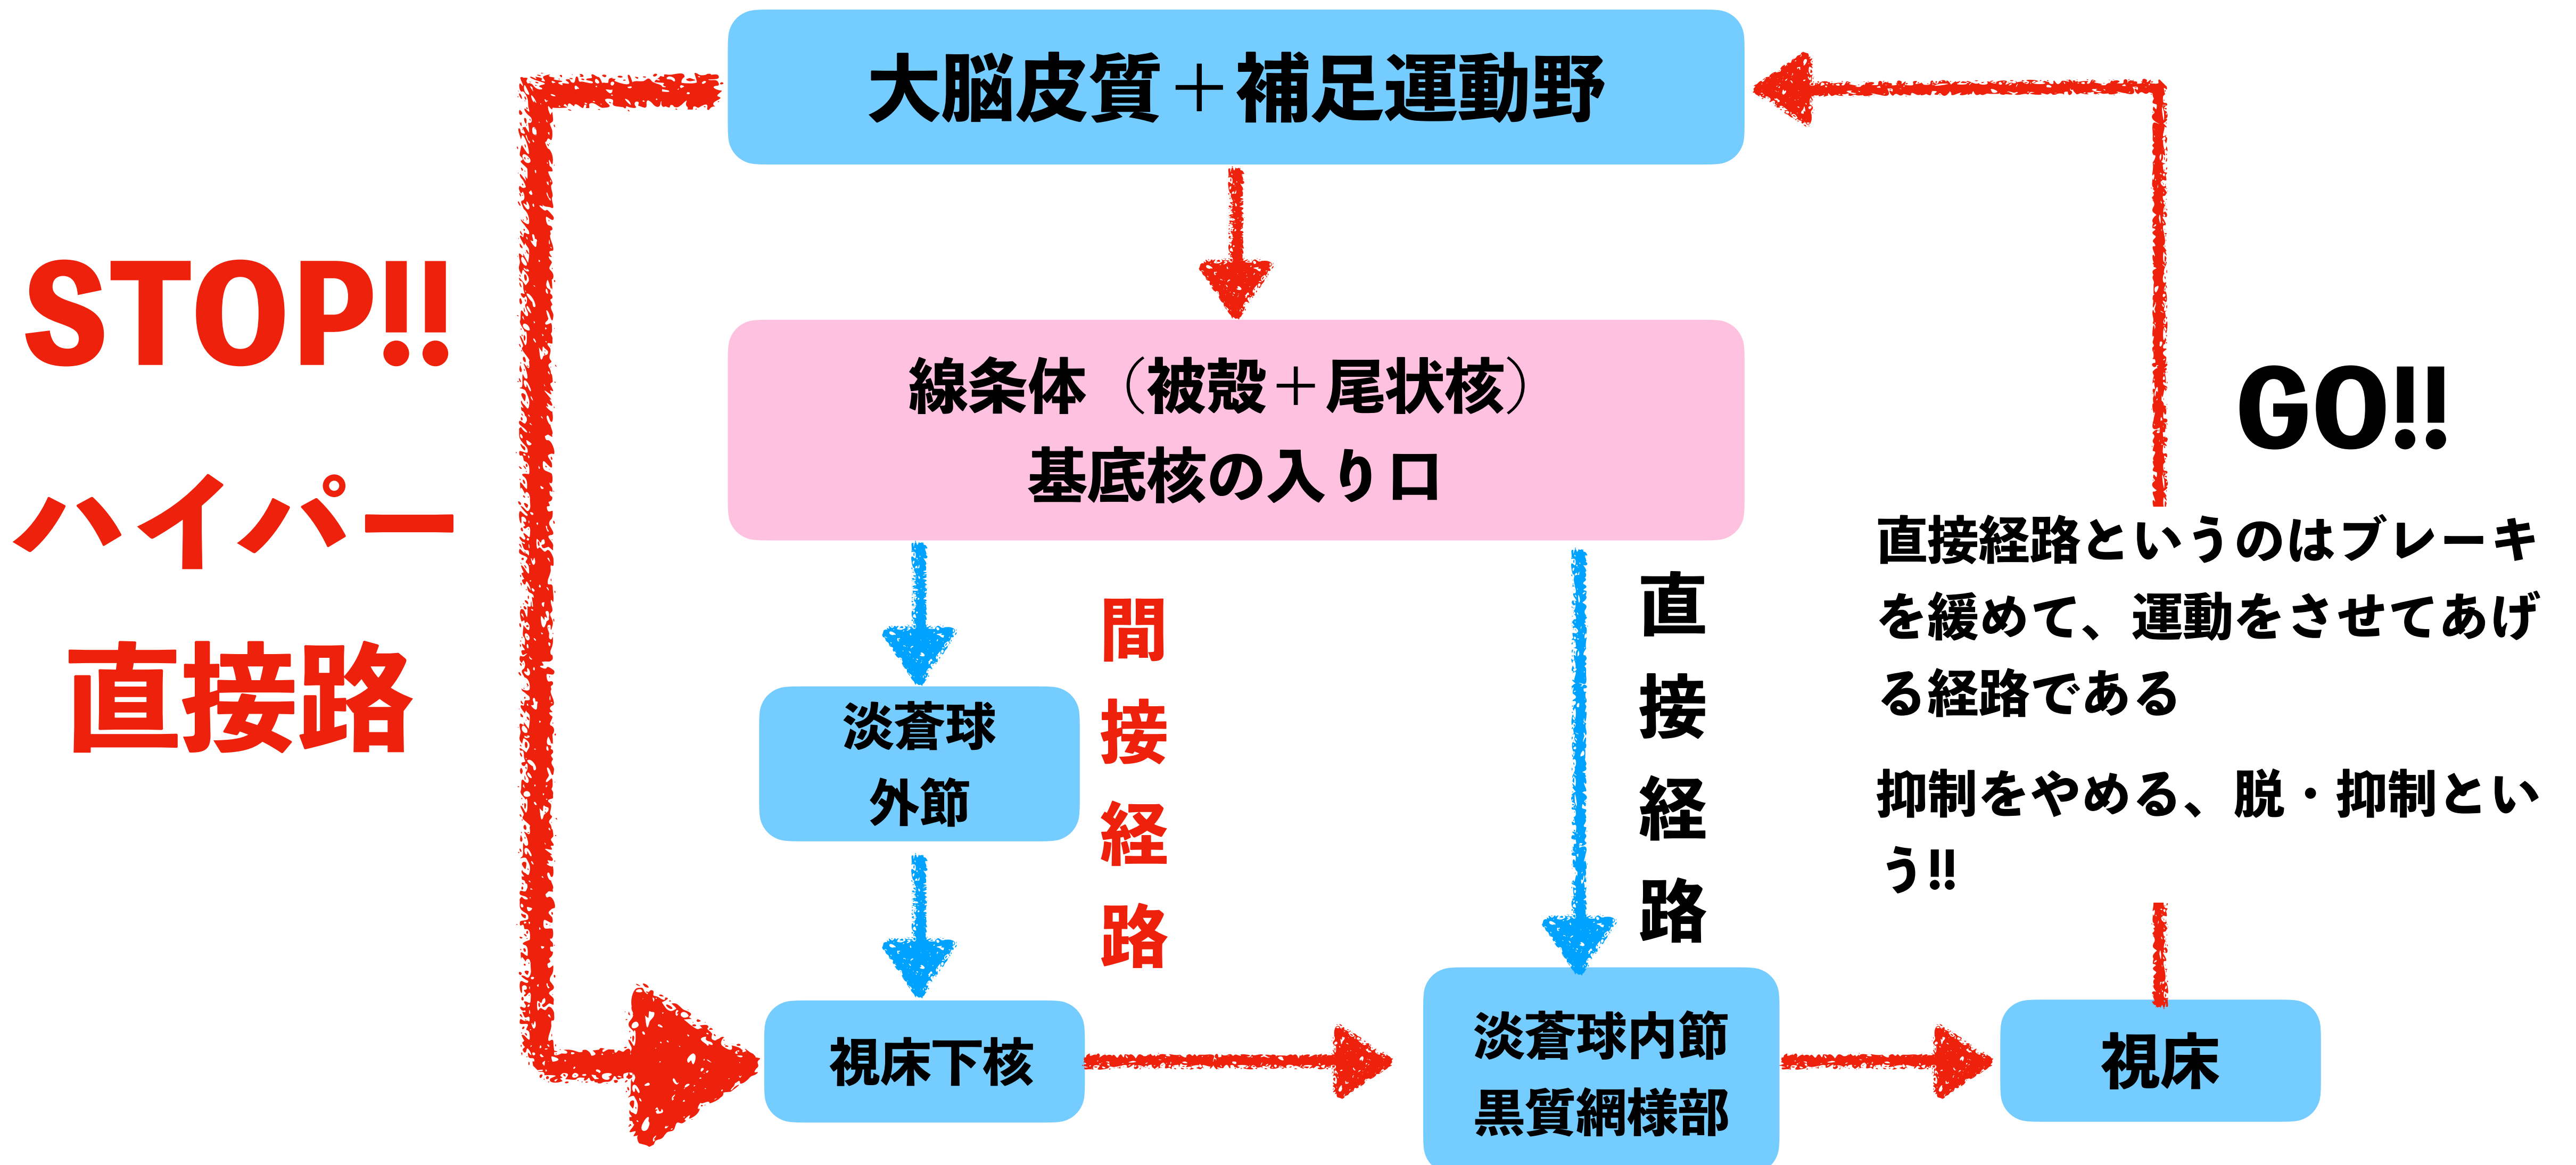 大脳皮質＋補足運動野
STOP!!
ハイパー
直接路
線条体（被殻＋尾状核）
基底核の入り口
GO!!
間接経路
直接経路
直接経路というのはブレーキ
を緩めて、運動をさせてあげ
る経路である
抑制をやめる、脱・抑制とい
う!!
淡蒼球
外節
視床下核
淡蒼球内節
黒質網様部
視床